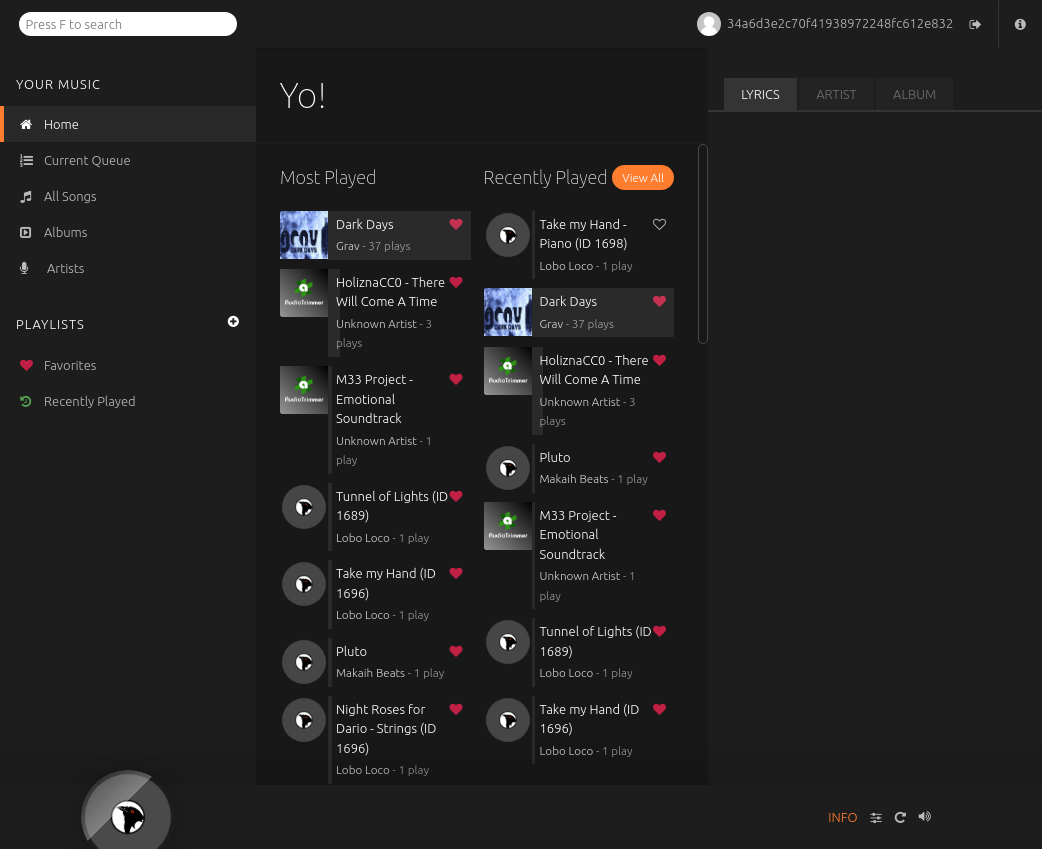 Press F to search
34a6d3e2c70f41938972248fc612e832
YOUR MUSIC
Home
Current Queue
All Songs
Albums
Artists
PLAYLISTS
Favorites
Recently Played
Yo!
Most Played
Dark Days
Grav - 37 plays
HoliznaCC0 - There
Will Come A Time
Unknown Artist - 3
plays
M33 Project -
Emotional
Soundtrack
Unknown Artist - 1
play
Tunnel of Lights (ID
1689)
Lobo Loco - 1 play
Take my Hand (ID
1696)
Lobo Loco - 1 play
Pluto
Makaih Beats - 1 play
Night Roses for
Dario - Strings (ID
1696)
Lobo Loco - 1 play
Recently Played
View All
Take my Hand -
Piano (ID 1698)
Lobo Loco - 1 play
Dark Days
Grav - 37 plays
HoliznaCC0 - There
Will Come A Time
Unknown Artist - 3
plays
Pluto
Makaih Beats - 1 play
M33 Project -
Emotional
Soundtrack
Unknown Artist - 1
play
Tunnel of Lights (ID
1689)
Lobo Loco - 1 play
Take my Hand (ID
1696)
Lobo Loco - 1 play
LYRICS
ARTIST
ALBUM
INFO